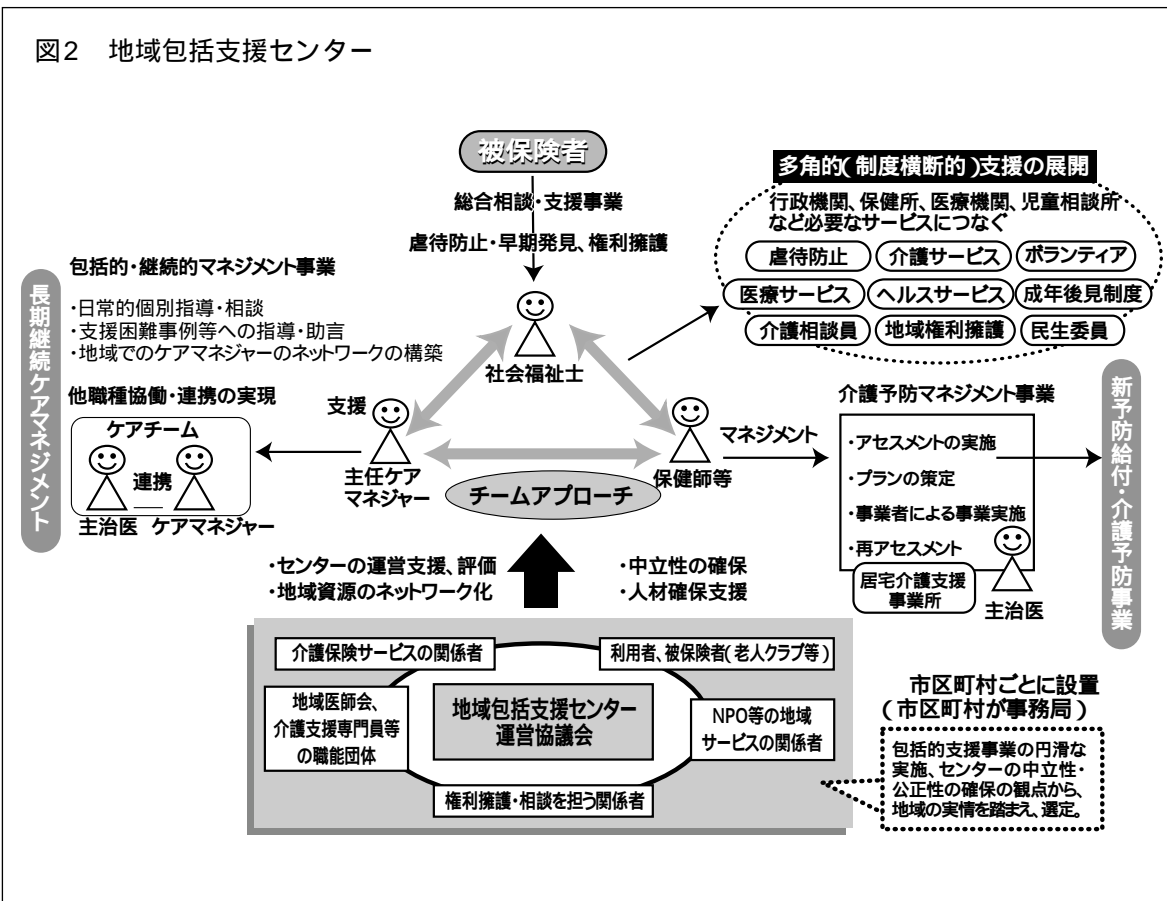 図2 地域包括支援センター
被保険者
総合相談・支援事業
虐待防止・早期発見、権利擁護
多角的(制度横断的)支援の展開
行政機関、保健所、医療機関、児童相談所
など必要なサービスにつなぐ
虐待防止 介護サービス ボランティア
医療サービス ヘルスサービス 成年後見制度
介護相談員 地域権利擁護 民生委員
長期継続ケアマネジメント
包括的・継続的マネジメント事業
・日常的個別指導・相談
・支援困難事例等への指導・助言
・地域でのケアマネジャーのネットワークの構築
他職種協働・連携の実現
ケアチーム
連携
主治医 ケアマネジャー
支援
主任ケア
マネジャー
社会福祉士
保健師等
チームアプローチ
マネジメント
介護予防マネジメント事業
・アセスメントの実施
・プランの策定
・事業者による事業実施
・再アセスメント
居宅介護支援
事業所
主治医
新予防給付・介護予防事業
・センターの運営支援、評価
・地域資源のネットワーク化
・中立性の確保
・人材確保支援
介護保険サービスの関係者
利用者、被保険者(老人クラブ等)
地域医師会、
介護支援専門員等
の職能団体
地域包括支援センター
運営協議会
NPO等の地域
サービスの関係者
権利擁護・相談を担う関係者
市区町村ごとに設置
(市区町村が事務局)
包括的支援事業の円滑な
実施、センターの中立性・
公正性の確保の観点から、
地域の実情を踏まえ、選定。